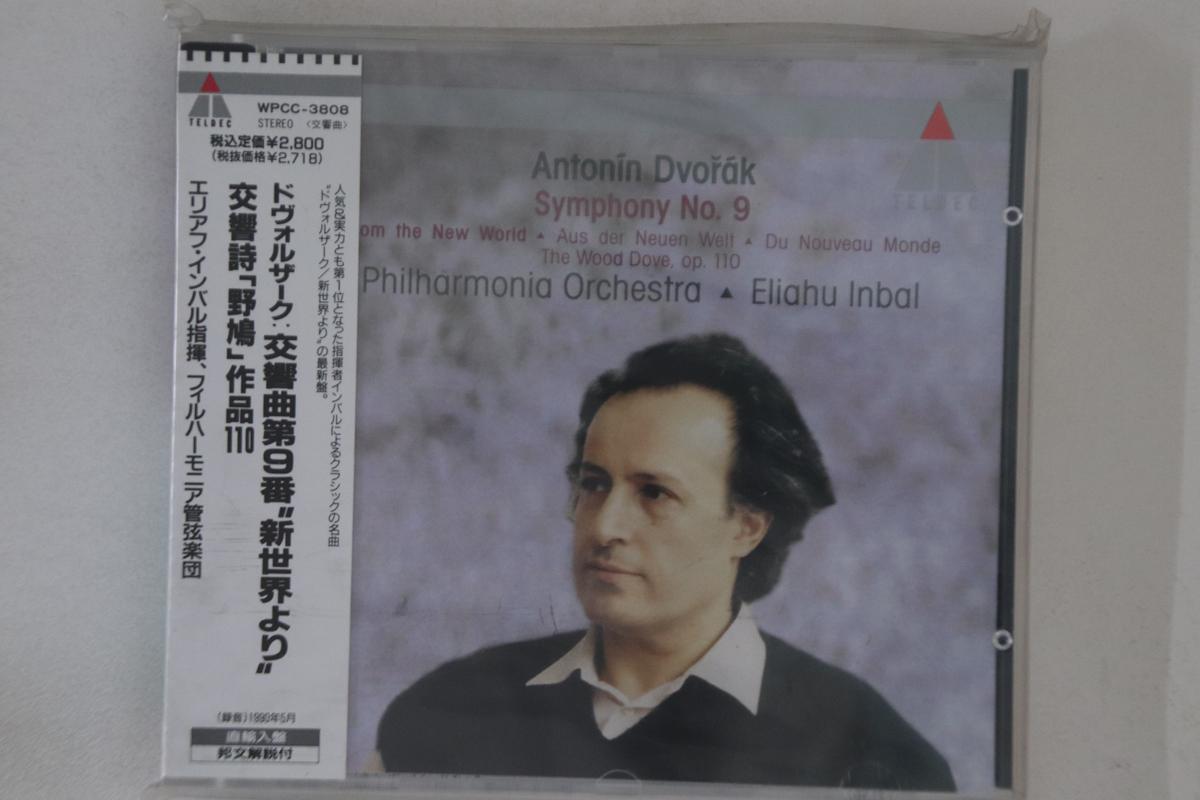 TELDEC
WPCC-3808
STEREO 〈交響曲〉
税込定価¥2,800
(税抜価格¥2,718)
人気&実力とも第1位となった指揮者インバルによるクラシックの名曲
“ドヴォルザーク/新世界より”の最新盤。
ドヴォルザーク:交響曲第9番“新世界より”
交響詩「野鳩」作品110
エリアフ・インバル指揮、フィルハーモニア管弦楽団
(録音)1990年5月
直輸入盤
邦文解説付
TELDEC
Antonín Dvořák
Symphony No. 9
om the New World ▲ Aus der Neuen Welt ▲ Du Nouveau Monde
The Wood Dove, op. 110
Philharmonia Orchestra ▲ Eliahu Inbal